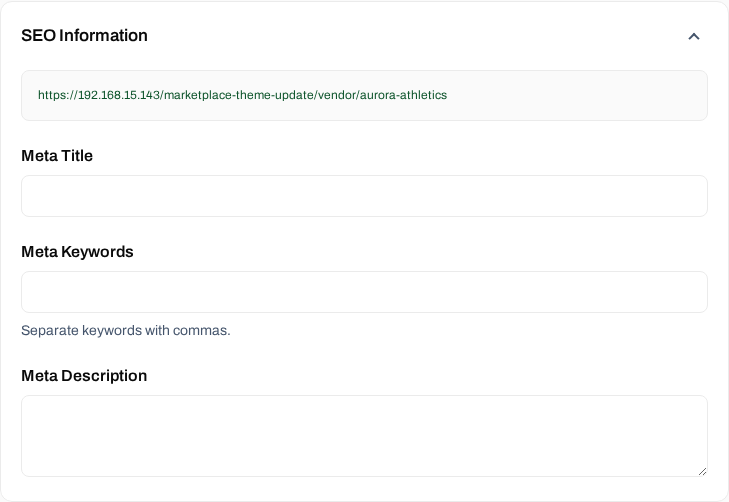 SEO Information
https://192.168.15.143/marketplace-theme-update/vendor/aurora-athletics
Meta Title
Meta Keywords
Separate keywords with commas.
Meta Description